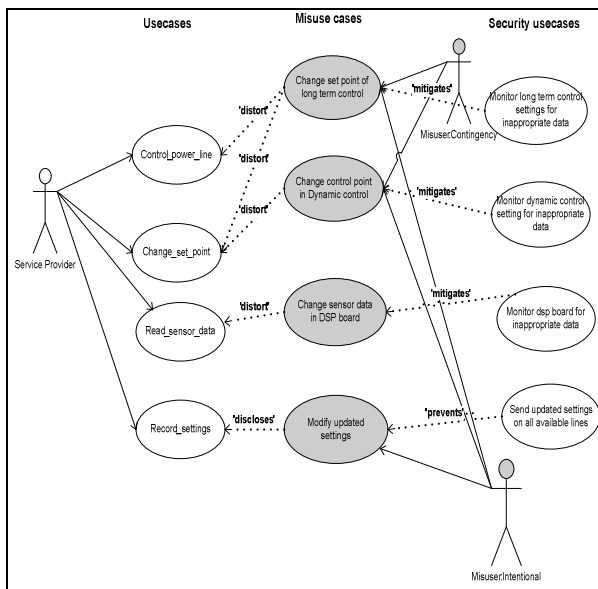 Usecases
Misuse cases
Security usecases
Change set point of
long term control
'mitigates'
Monitor long term control
settings for
inappropriate data
Misuser:Contingency
'distort'
Control_power_line
'distort'
Change control point
in Dynamic control
'mitigates'
Monitor dynamic control
setting for inappropriate
data
Service Provider
'distort'
Change_set_point
'distort'
Change sensor data
in DSP board
'mitigates'
Monitor dsp board for
inappropriate data
Read_sensor_data
Record_settings
'discloses'
Modify updated
settings
'prevents'
Send updated settings
on all available lines
Misuser:Intentional